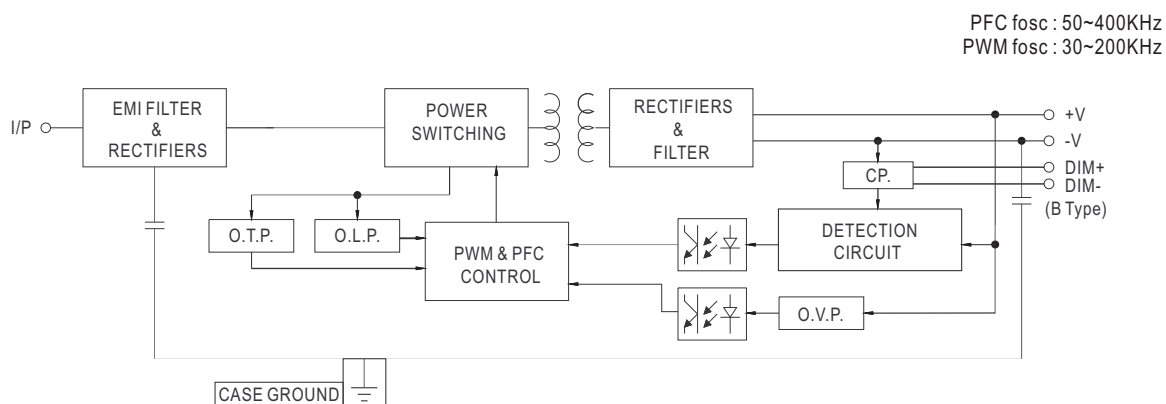 PFC fosc : 50~400KHz
PWM fosc : 30~200KHz
I/P
EMI FILTER
&
RECTIFIERS
POWER
SWITCHING
RECTIFIERS
&
FILTER
+V
-V
DIM+
DIM-
(B Type)
CP.
O.T.P.
O.L.P.
PWM & PFC
CONTROL
DETECTION
CIRCUIT
O.V.P.
CASE GROUND